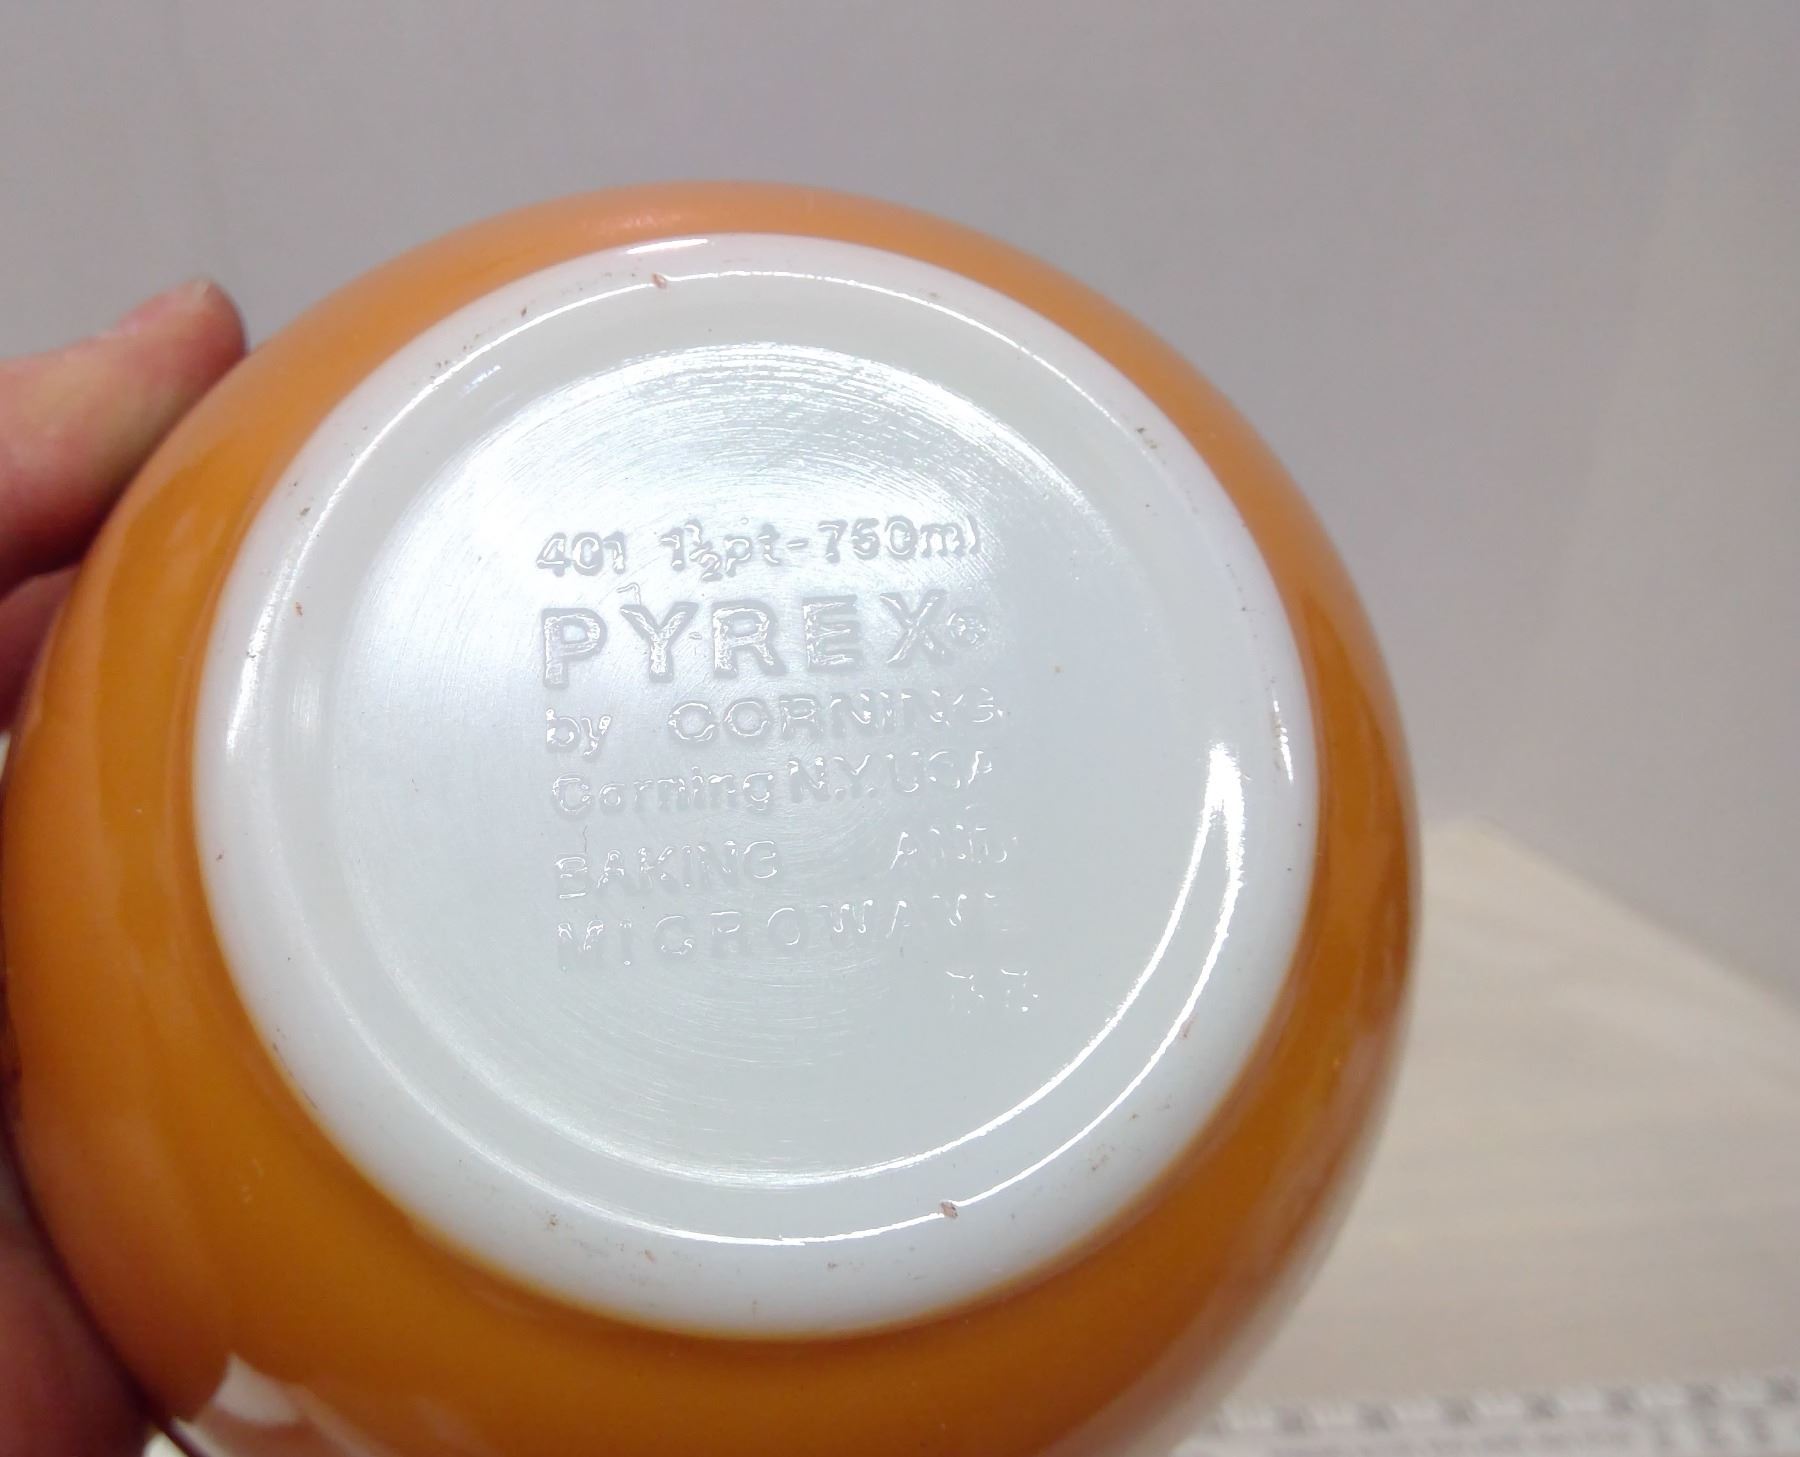 401 1½pt-750ml
PYREX®
by CORNING
Corning N.Y. USA
BAKING AND
MICROWAVE